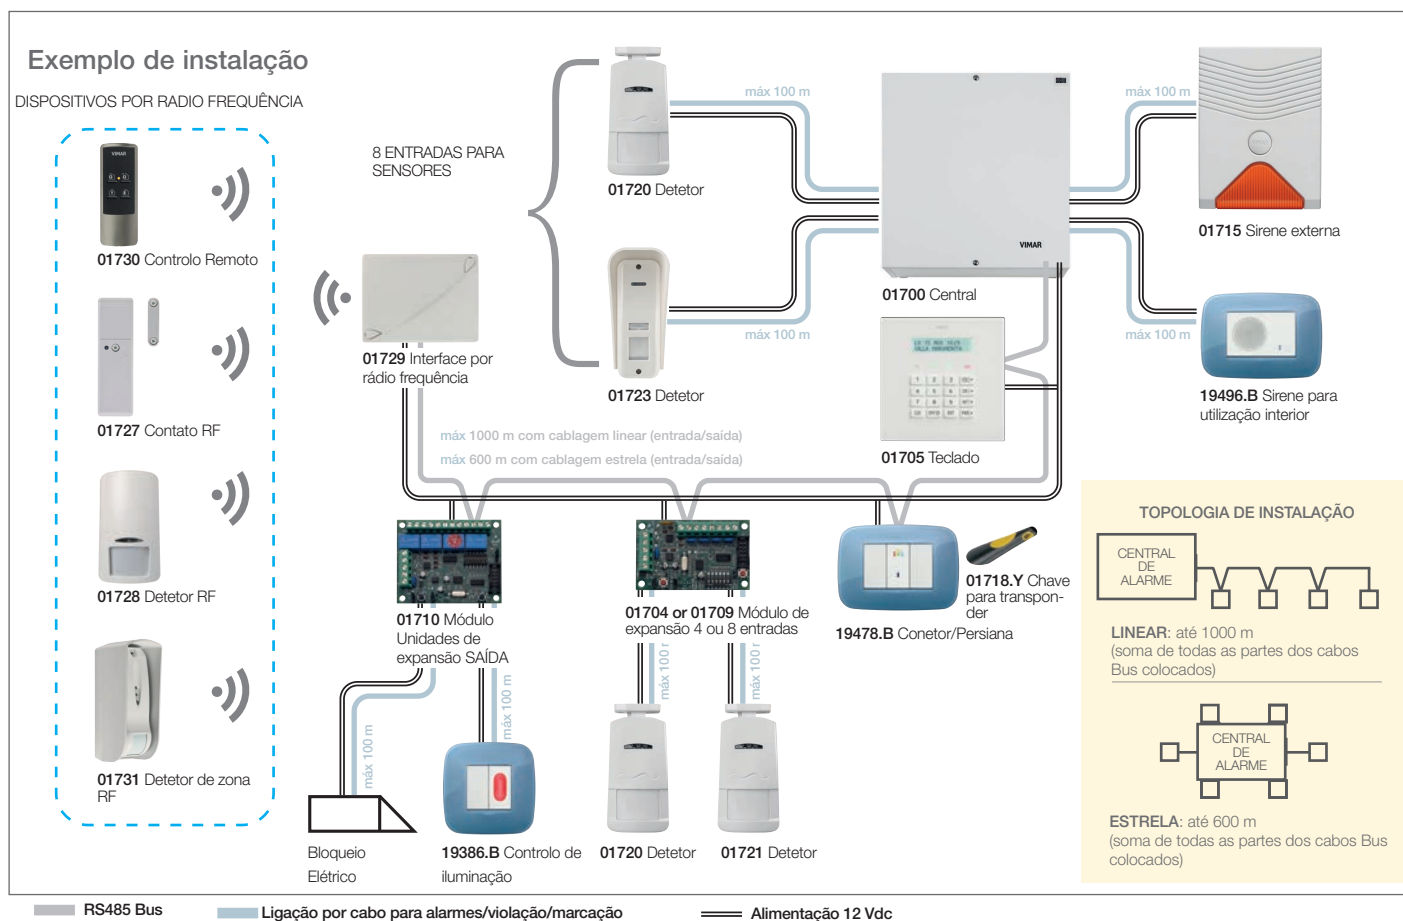 Exemplo de instalação
DISPOSITIVOS POR RADIO FREQUÊNCIA
VIMAR
01730 Controlo Remoto
01727 Contato RF
01728 Detetor RF
01731 Detetor de zona
RF
8 ENTRADAS PARA
SENSORES
01729 Interface por
rádio frequência
01720 Detetor
01723 Detetor
máx 100 m
máx 100 m
VIMAR
01700 Central
01705 Teclado
máx 100 m
máx 100 m
01715 Sirene externa
19496.B Sirene para
utilização interior
máx 1000 m com cablagem linear (entrada/saída)
máx 600 m com cablagem estrela (entrada/saída)
01710 Módulo
Unidades de
expansão SAÍDA
01704 or 01709 Módulo de
expansão 4 ou 8 entradas
19478.B Conetor/Persiana
01718.Y Chave
para transpon-
der
máx 100 m
máx 100 m
máx 100 m
máx 100 m
Bloqueio
Elétrico
19386.B Controlo de
iluminação
01720 Detetor
01721 Detetor
TOPOLOGIA DE INSTALAÇÃO
CENTRAL
DE
ALARME
LINEAR: até 1000 m
(soma de todas as partes dos cabos
Bus colocados)
CENTRAL
DE
ALARME
ESTRELA: até 600 m
(soma de todas as partes dos cabos Bus
colocados)
RS485 Bus
Ligação por cabo para alarmes/violação/marcação
Alimentação 12 Vdc